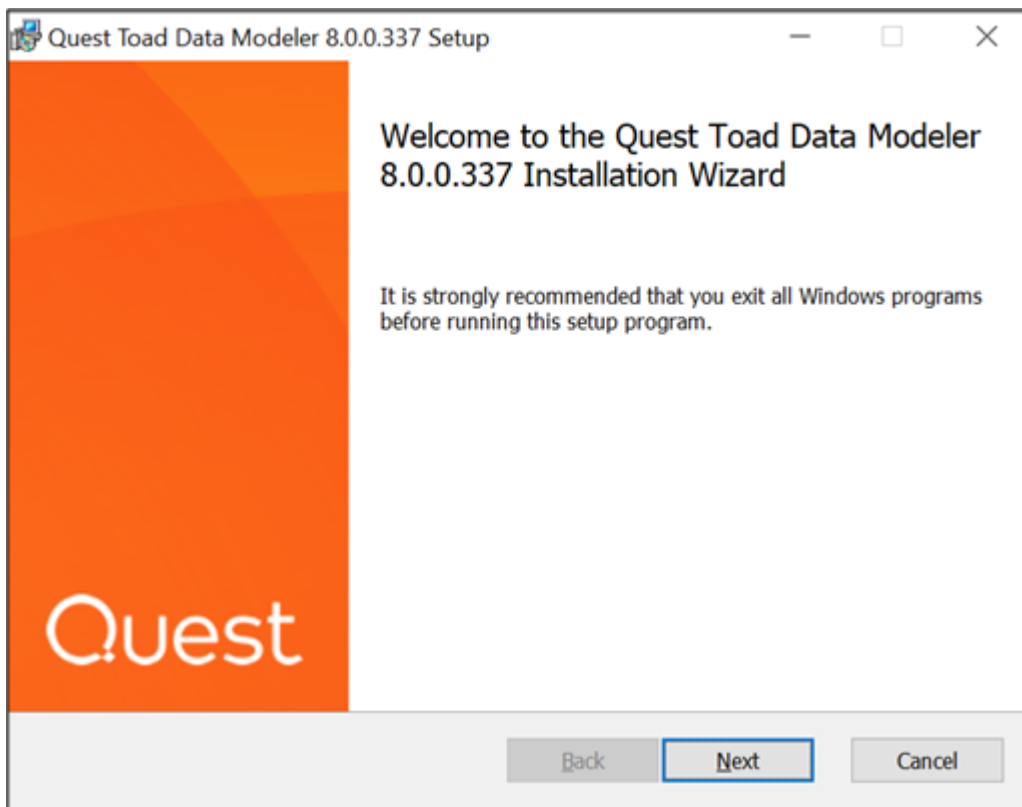 Quest Toad Data Modeler 8.0.0.337 Setup
Welcome to the Quest Toad Data Modeler
8.0.0.337 Installation Wizard
It is strongly recommended that you exit all Windows programs
before running this setup program.
Quest
Back Next Cancel